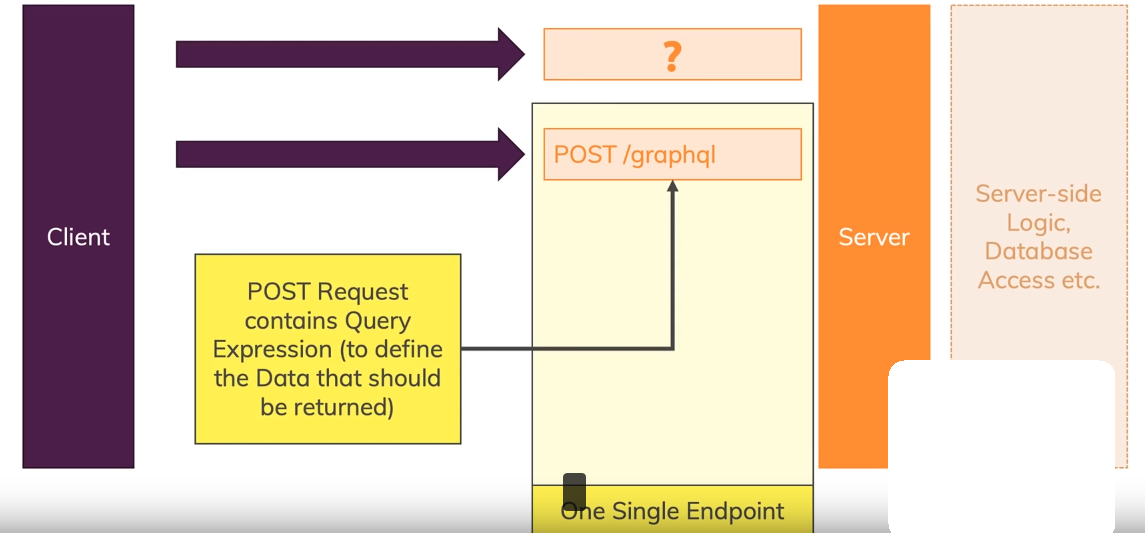 ?
POST /graphql
Client
Server
Server-side
Logic,
Database
Access etc.
POST Request
contains Query
Expression (to define
the Data that should
be returned)
One Single Endpoint